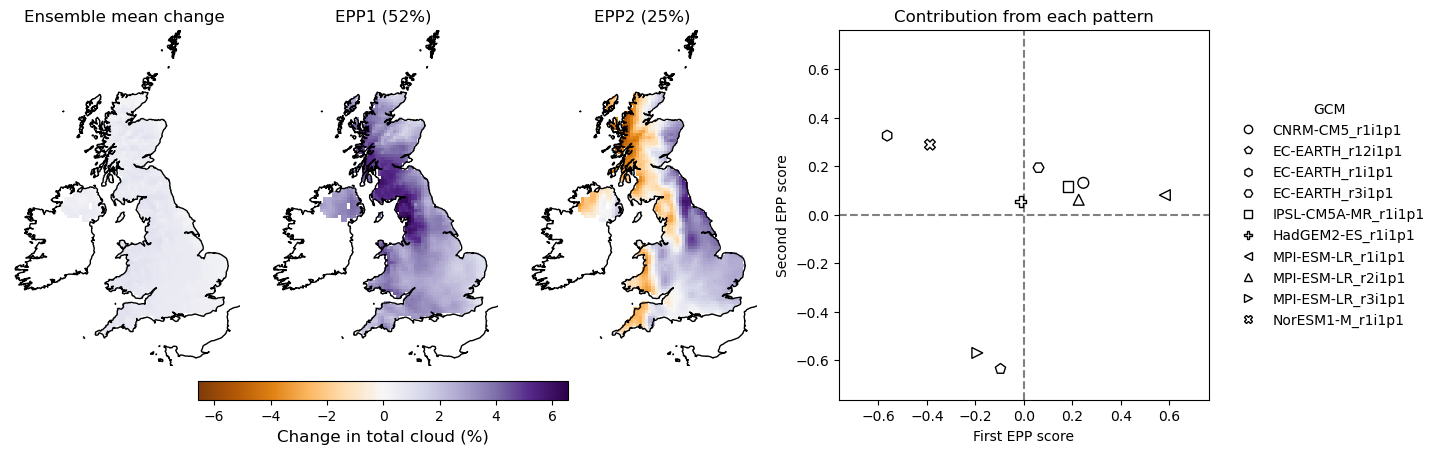 Ensemble mean change
EPP1 (52%)
EPP2 (25%)
−6 −4 −2 0 2 4 6
Change in total cloud (%)
Contribution from each pattern
Second EPP score
0.6
0.4
0.2
0.0
−0.2
−0.4
−0.6
−0.6 −0.4 −0.2 0.0 0.2 0.4 0.6
First EPP score
GCM
CNRM-CM5_r1i1p1
EC-EARTH_r12i1p1
EC-EARTH_r1i1p1
EC-EARTH_r3i1p1
IPSL-CM5A-MR_r1i1p1
HadGEM2-ES_r1i1p1
MPI-ESM-LR_r1i1p1
MPI-ESM-LR_r2i1p1
MPI-ESM-LR_r3i1p1
NorESM1-M_r1i1p1